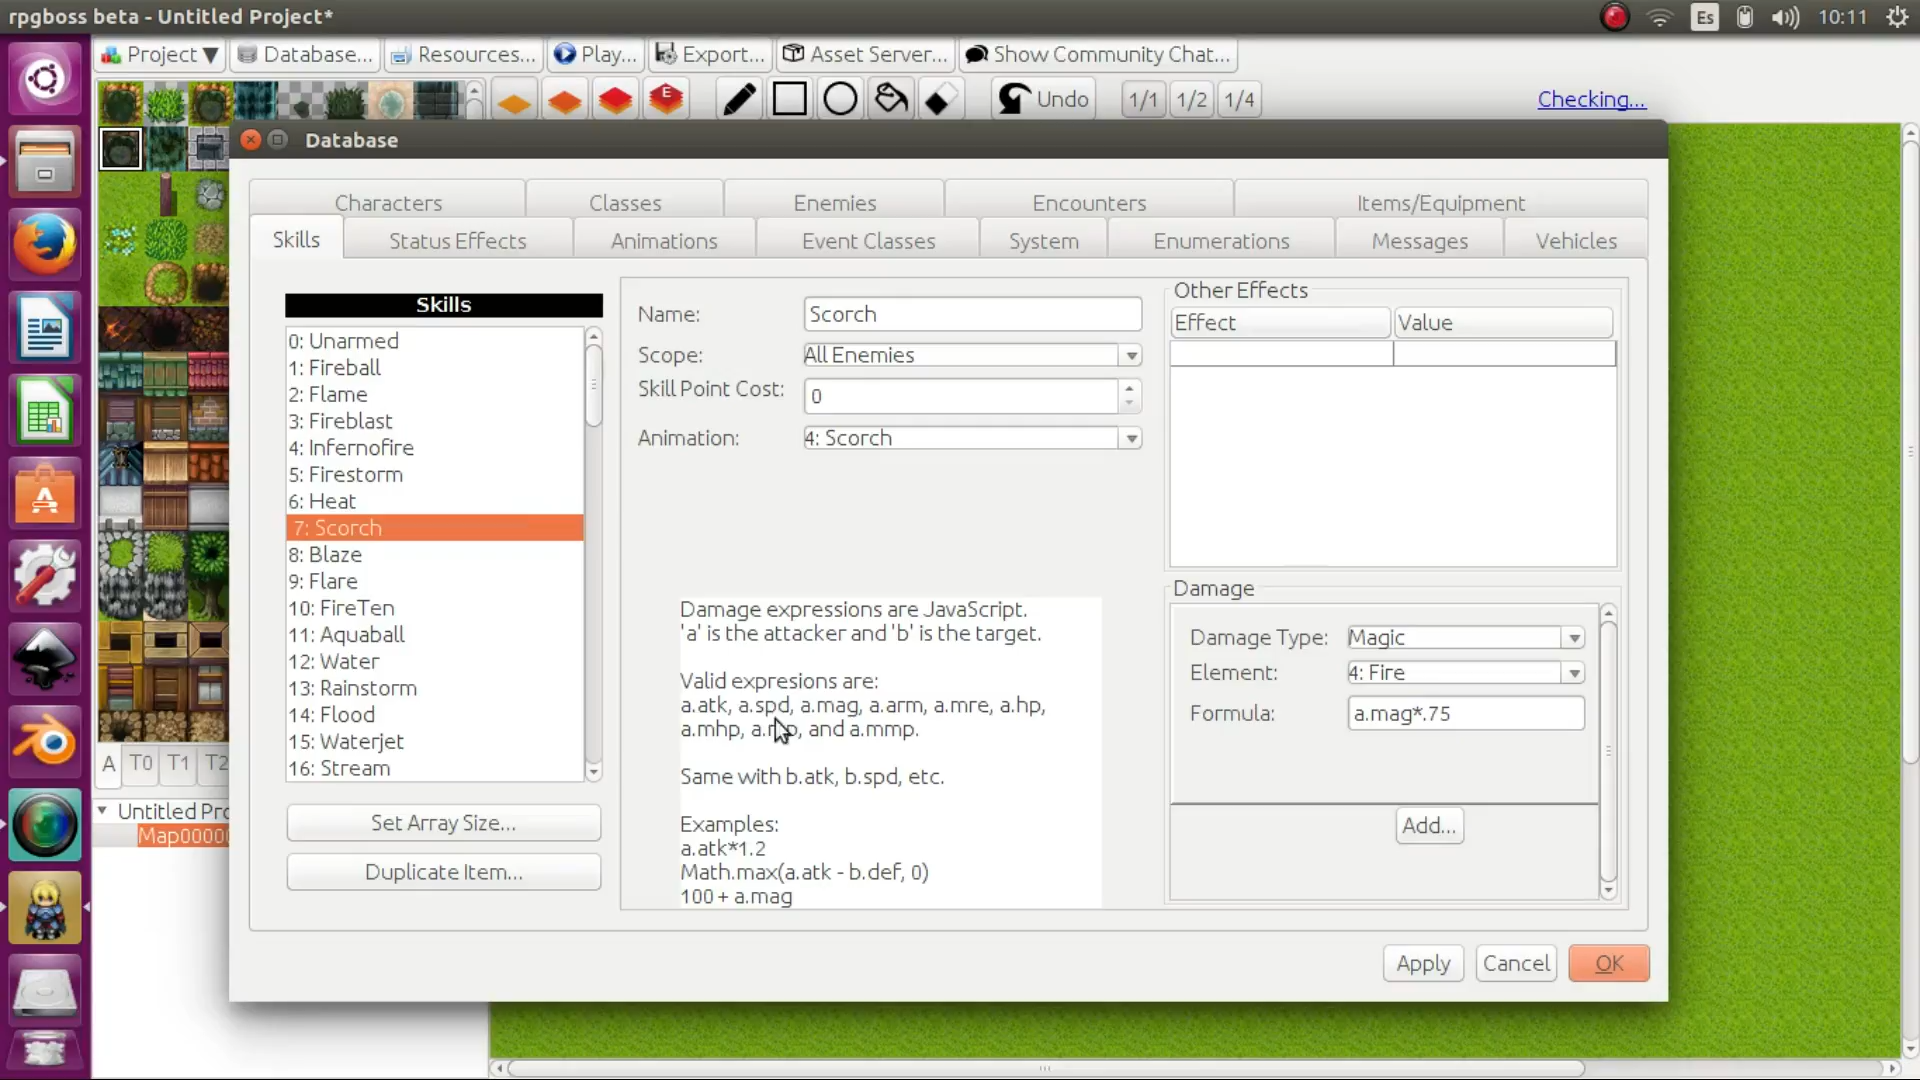 rpgboss beta - Untitled Project*
Es
10:11
Project
Database...
Resources...
Play...
Export...
Asset Server...
Show Community Chat...
E
Undo
1/1
1/2
1/4
Checking...
Database
Characters
Classes
Enemies
Encounters
Items/Equipment
Skills
Status Effects
Animations
Event Classes
System
Enumerations
Messages
Vehicles
Skills
0: Unarmed
1: Fireball
2: Flame
3: Fireblast
4: Infernofire
5: Firestorm
6: Heat
7: Scorch
8: Blaze
9: Flare
10: FireTen
11: Aquaball
12: Water
13: Rainstorm
14: Flood
15: Waterjet
16: Stream
Set Array Size...
Duplicate Item...
Name: Scorch
Scope: All Enemies
Skill Point Cost: 0
Animation: 4: Scorch
Damage expressions are JavaScript.
'a' is the attacker and 'b' is the target.
Valid expresions are:
a.atk, a.spd, a.mag, a.arm, a.mre, a.hp,
a.mhp, and a.mmp.
Same with b.atk, b.spd, etc.
Examples:
a.atk*1.2
Math.max(a.atk - b.def, 0)
100 + a.mag
Other Effects
Effect Value
Damage
Damage Type: Magic
Element: 4: Fire
Formula: a.mag*.75
Add...
Apply
Cancel
OK
A
T0
T1
T2
Untitled Pro
Map00000